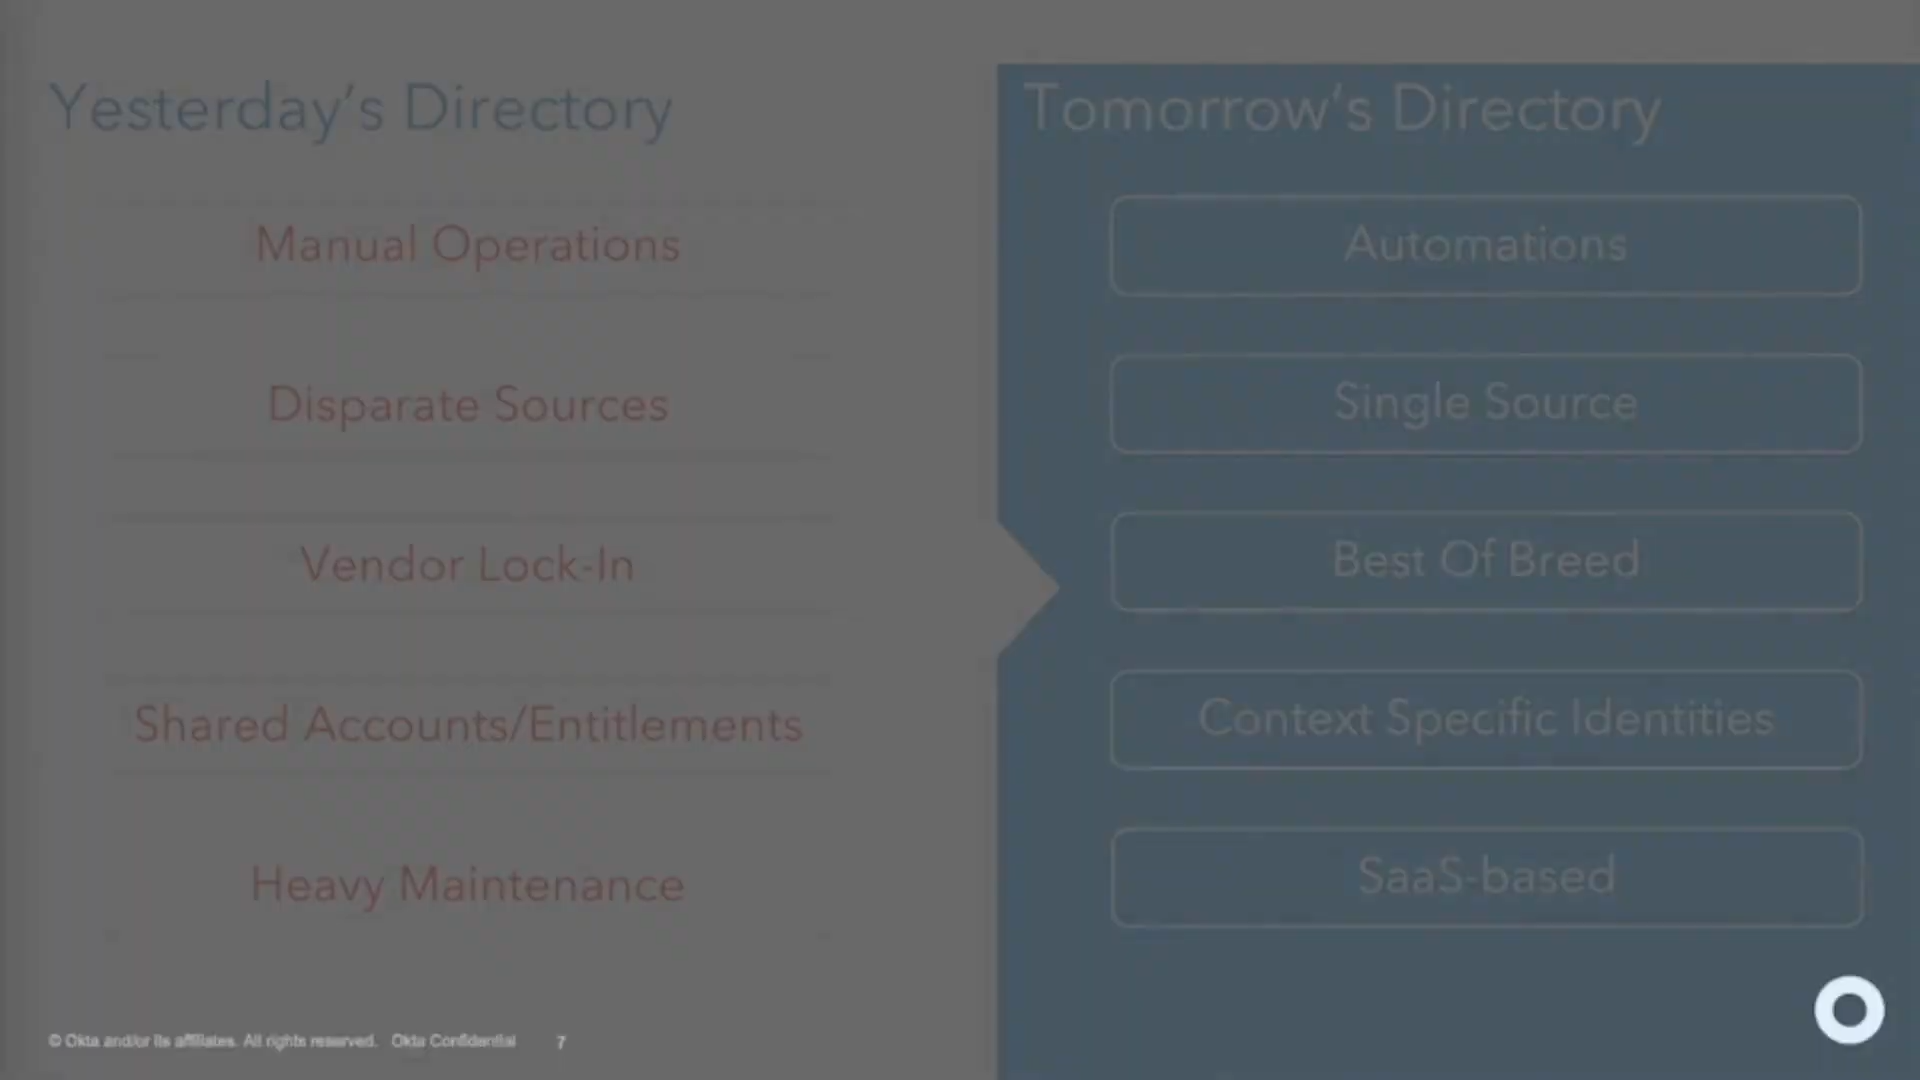 Yesterday’s Directory
Manual Operations
Disparate Sources
Vendor Lock-In
Shared Accounts/Entitlements
Heavy Maintenance
Tomorrow’s Directory
Automations
Single Source
Best Of Breed
Context Specific Identities
SaaS-based
© Okta and/or its affiliates. All rights reserved. Okta Confidential 7